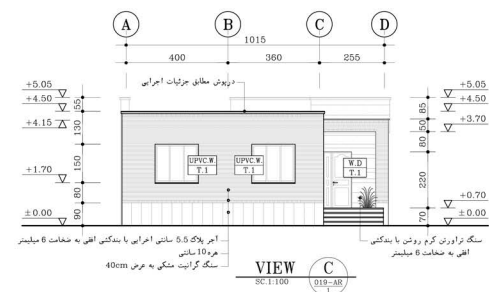 A B C D
1015
400 360 255
درپوش مطابق جزئیات اجرایی
+5.05 +5.05
+4.50 +4.50
+4.15 +3.70
+1.70 +0.70
±0.00 ±0.00
55 130 150 80 90
85 50 80 220 70
UPVC.W. UPVC.W. W.D
T.1 T.1 T.1
آجر پلاک 5.5 سانتی اخرایی با بندکشی افقی به ضخامت 6 میلیمتر
هره 10 سانتی
سنگ گرانیت مشکی به عرض 40cm
سنگ تراورتن کرم روشن با بندکشی
افقی به ضخامت 6 میلیمتر
VIEW C
SC.1:100 019-AR
1